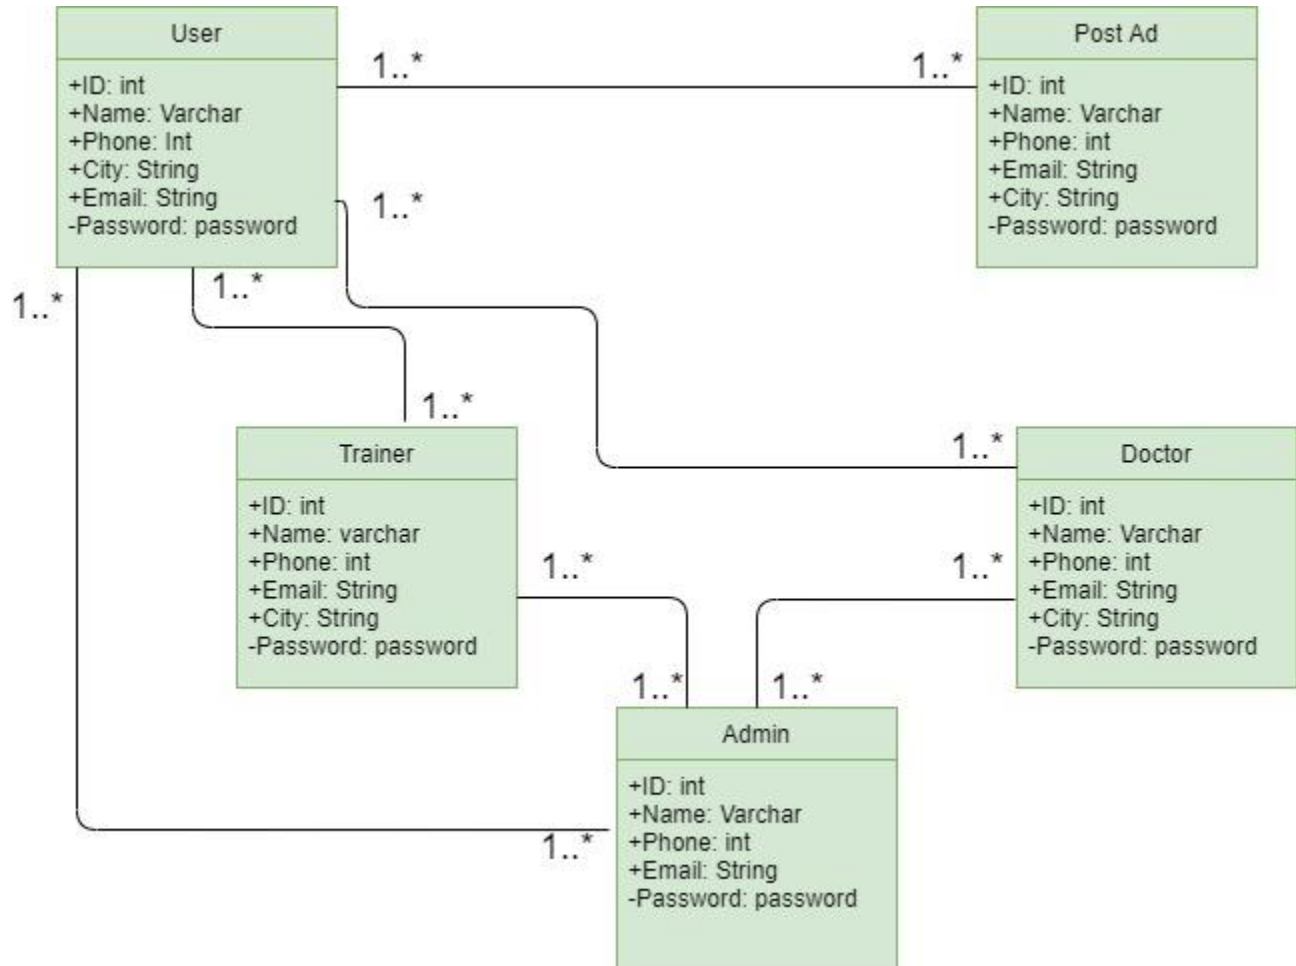 User
+ID: int
+Name: Varchar
+Phone: Int
+City: String
+Email: String
-Password: password
1..*
1..*
Post Ad
+ID: int
+Name: Varchar
+Phone: int
+Email: String
+City: String
-Password: password
1..*
1..*
1..*
1..*
Trainer
+ID: int
+Name: varchar
+Phone: int
+Email: String
+City: String
-Password: password
1..*
Doctor
+ID: int
+Name: Varchar
+Phone: int
+Email: String
+City: String
-Password: password
1..*
1..*
1..*
1..*
Admin
+ID: int
+Name: Varchar
+Phone: int
+Email: String
-Password: password
1..*